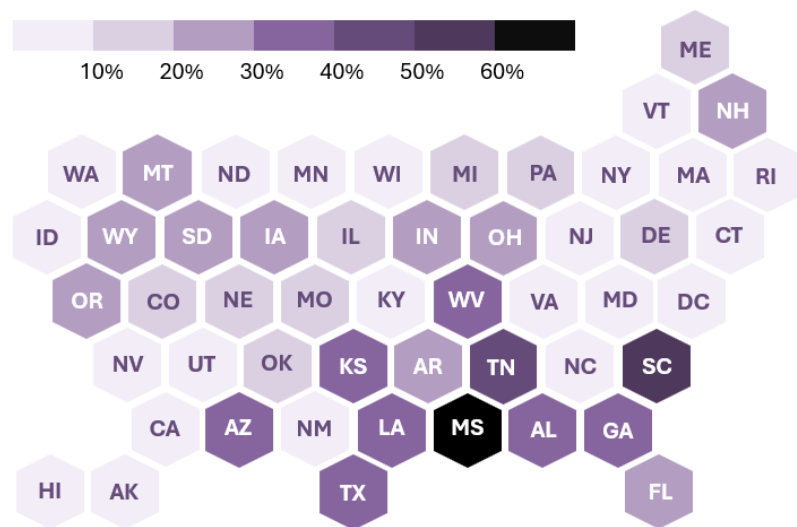 10% 20% 30% 40% 50% 60%
ME
VT NH
WA MT ND MN WI MI PA NY MA RI
ID WY SD IA IL IN OH NJ DE CT
OR CO NE MO KY WV VA MD DC
NV UT OK KS AR TN NC SC
CA AZ NM LA MS AL GA
HI AK TX FL